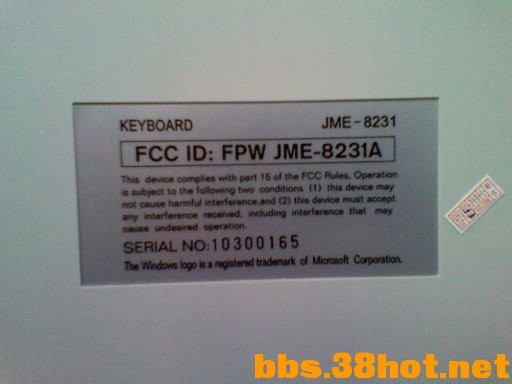 KEYBOARD JME-8231
FCC ID: FPW JME-8231A
This device complies with part 15 of the FCC Rules. Operation
is subject to the following two conditions (1) this device may
not cause harmful interference,and (2) this device must accept
any interference received, including interference that may
cause undesired operation.
SERIAL NO:10300165
The Windows logo is a registered trademark of Microsoft Corporation.
bbs.38hot.net